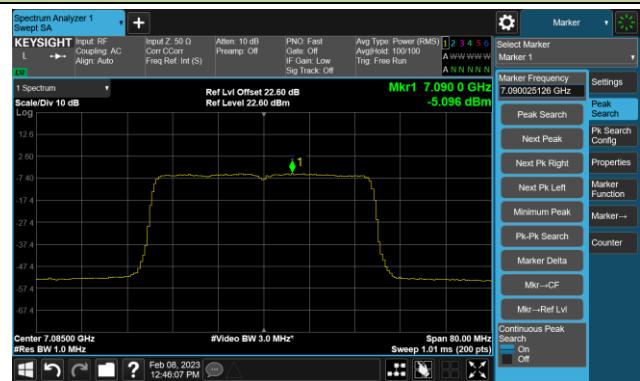 Spectrum Analyzer 1
Swept SA
Marker
KEYSIGHT
L
LV
Input: RF
Coupling: AC
Align: Auto
Input Z: 50 Ω
Corr CCorr
Freq Ref: Int (S)
Atten: 10 dB
Preamp: Off
PNO: Fast
Gate: Off
IF Gain: Low
Sig Track: Off
Avg Type: Power (RMS)
Avg|Hold: 100/100
Trig: Free Run
1 2 3 4 5 6
A W W W W W
A N N N N N
Select Marker
Marker 1
1 Spectrum
Scale/Div 10 dB
Log
Ref Lvl Offset 22.60 dB
Ref Level 22.60 dBm
Mkr1 7.090 0 GHz
-5.096 dBm
12.6
2.60
-7.40
-17.4
-27.4
-37.4
-47.4
-57.4
-67.4
1
Center 7.08500 GHz
#Res BW 1.0 MHz
#Video BW 3.0 MHz*
Span 80.00 MHz
Sweep 1.01 ms (200 pts)
Marker Frequency
7.090025126 GHz
Peak Search
Next Peak
Next Pk Right
Next Pk Left
Minimum Peak
Pk-Pk Search
Marker Delta
Mkr→CF
Mkr→Ref Lvl
Continuous Peak
Search
On
Off
Settings
Peak
Search
Pk Search
Config
Properties
Marker
Function
Marker→
Counter
?
Feb 08, 2023
12:46:07 PM